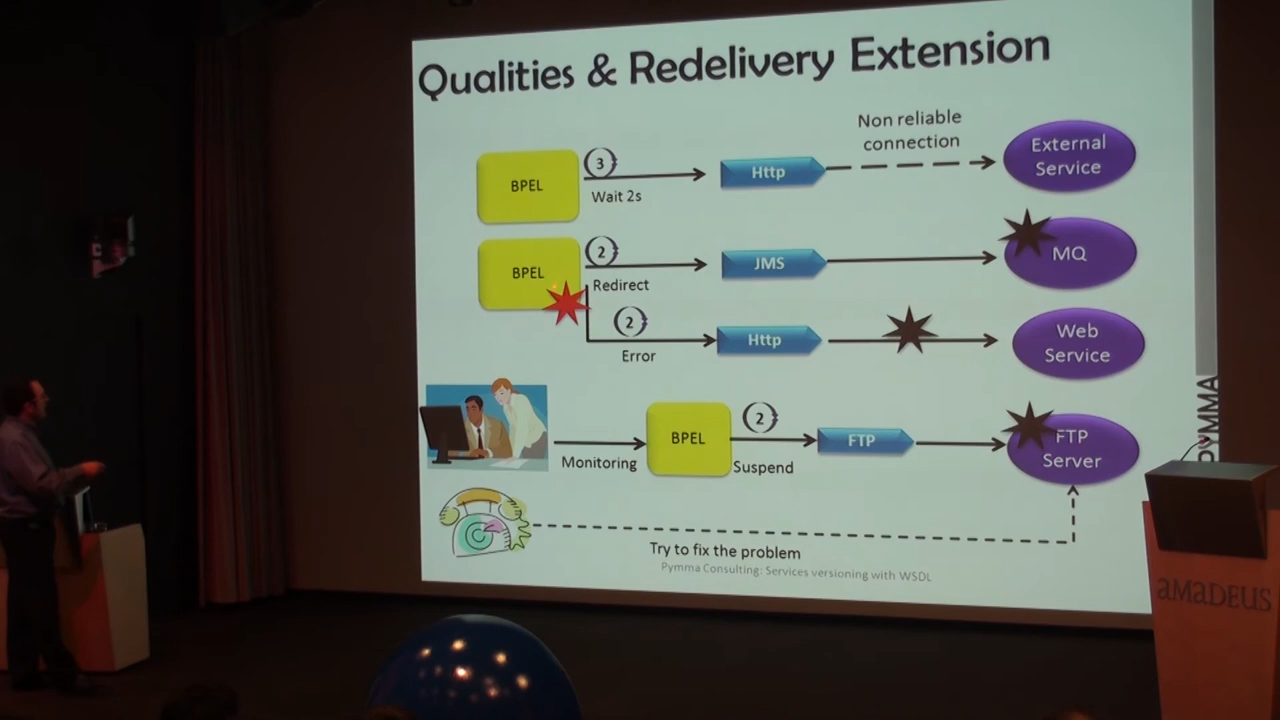 Qualities & Redelivery Extension
Non reliable
connection
External
Service
BPEL
3
Wait 2s
Http
BPEL
2
Redirect
JMS
MQ
2
Error
Http
Web
Service
Monitoring
BPEL
2
Suspend
FTP
FTP
Server
Try to fix the problem
Pymma Consulting: Services versioning with WSDL
PYMMA
aMaDEUS